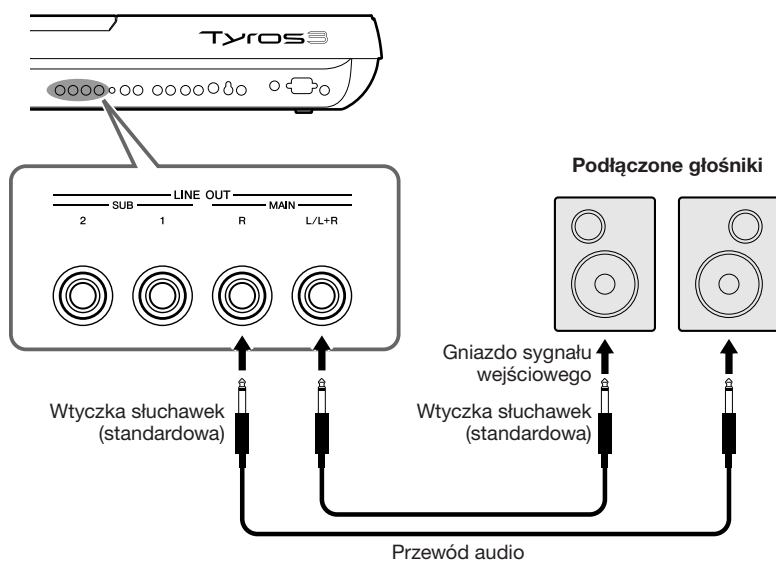 Tyros3
LINE OUT
SUB
MAIN
2
1
R
L/L+R
Podłączone głośniki
Gniazdo sygnału
wejściowego
Wtyczka słuchawek
(standardowa)
Wtyczka słuchawek
(standardowa)
Przewód audio